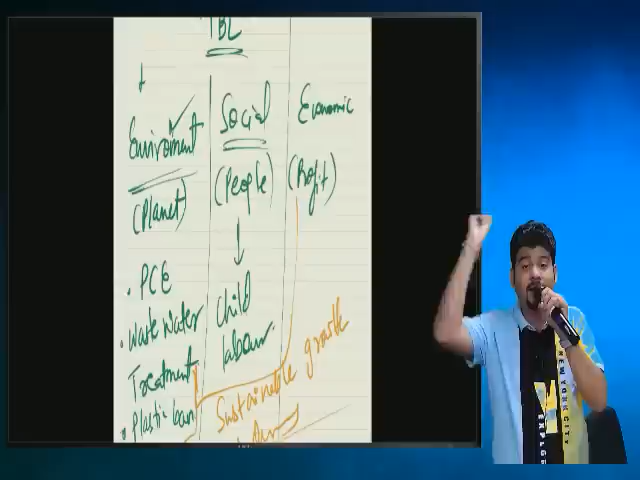 TBL
Enviroment
Social
Economic
(Planet)
(People)
(Profit)
• PCE
• Waste Water
Treatment
• Plastic ban
Child
labour
Sustainable growth
NEW YORK CITY